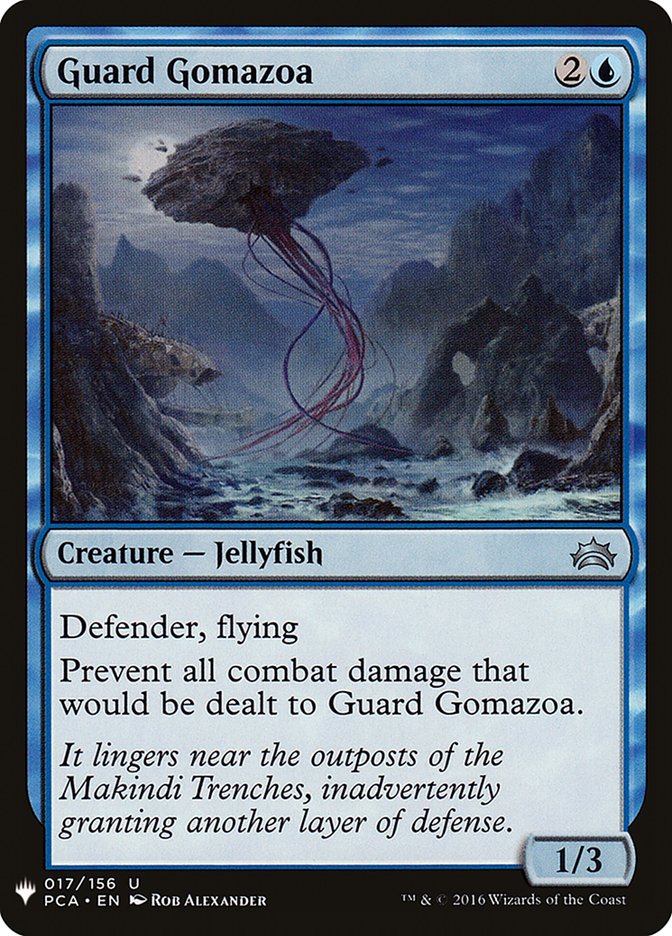 Guard Gomazoa 2
Creature — Jellyfish
Defender, flying
Prevent all combat damage that
would be dealt to Guard Gomazoa.
It lingers near the outposts of the
Makindi Trenches, inadvertently
granting another layer of defense.
1/3
017/156 U
PCA • EN Rob Alexander
™ & © 2016 Wizards of the Coast